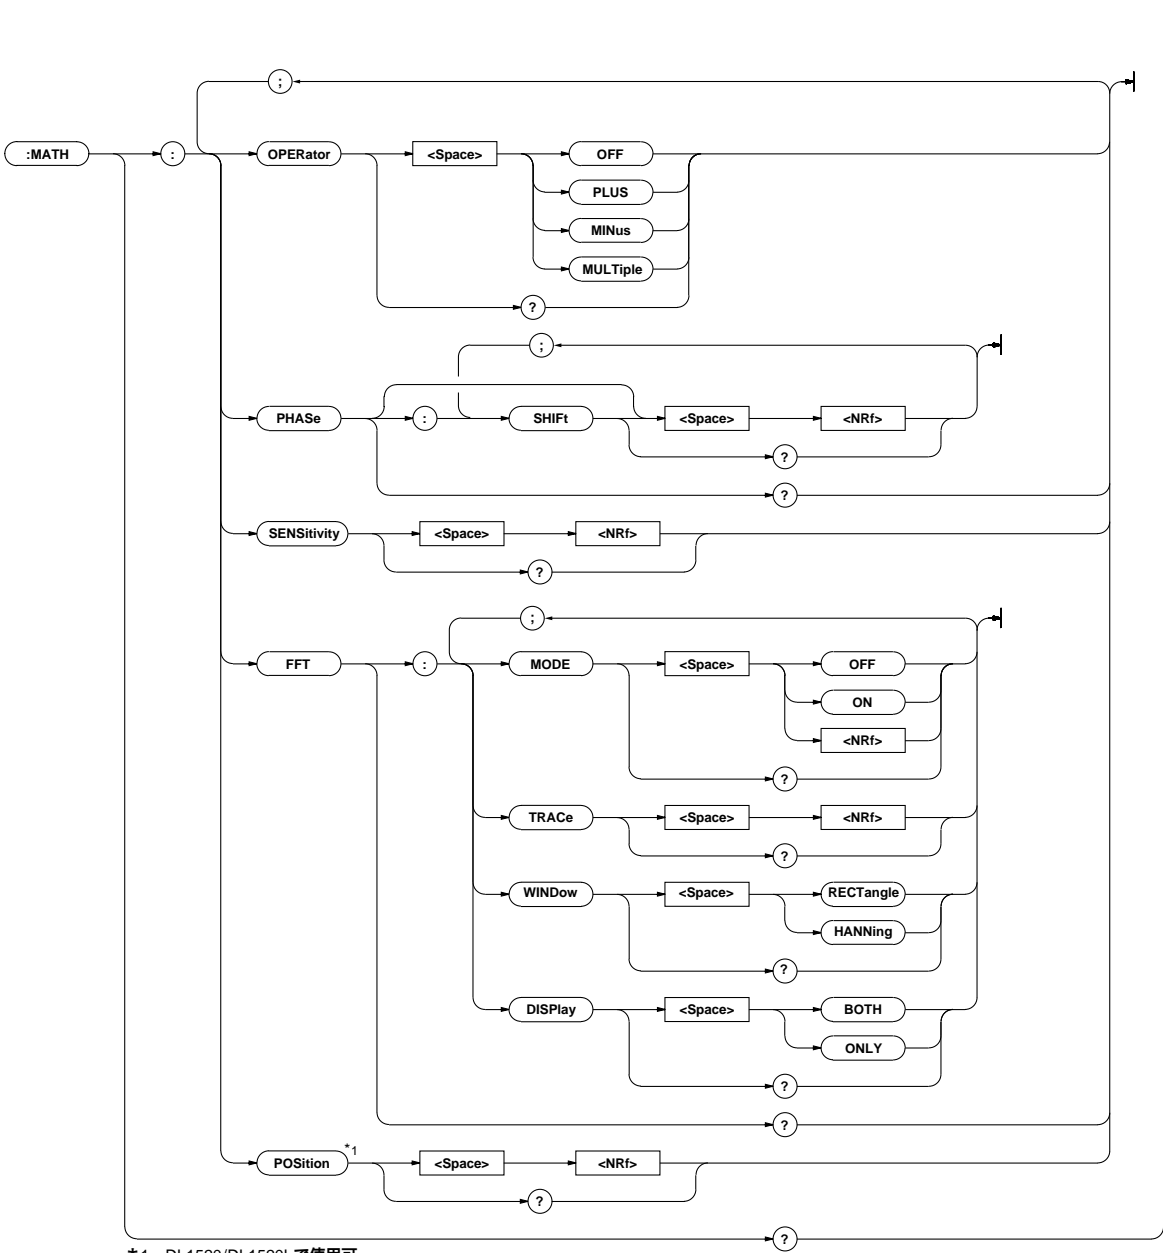 ;
:MATH : OPERator <Space> OFF
PLUS
MINus
MULTiple
?
;
PHASe : SHIFt <Space> <NRf>
?
?
SENSitivity <Space> <NRf>
?
;
FFT : MODE <Space> OFF
ON
<NRf>
?
TRACe <Space> <NRf>
?
WINDow <Space> RECTangle
HANNing
?
DISPlay <Space> BOTH
ONLY
?
?
POSition *1 <Space> <NRf>
?
?